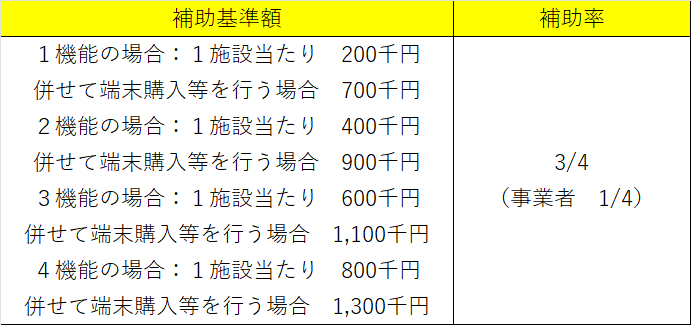 補助基準額
補助率
１機能の場合：１施設当たり　200千円
併せて端末購入等を行う場合　700千円
２機能の場合：１施設当たり　400千円
併せて端末購入等を行う場合　900千円
３機能の場合：１施設当たり　600千円
併せて端末購入等を行う場合　1,100千円
４機能の場合：１施設当たり　800千円
併せて端末購入等を行う場合　1,300千円
3/4
（事業者　1/4）